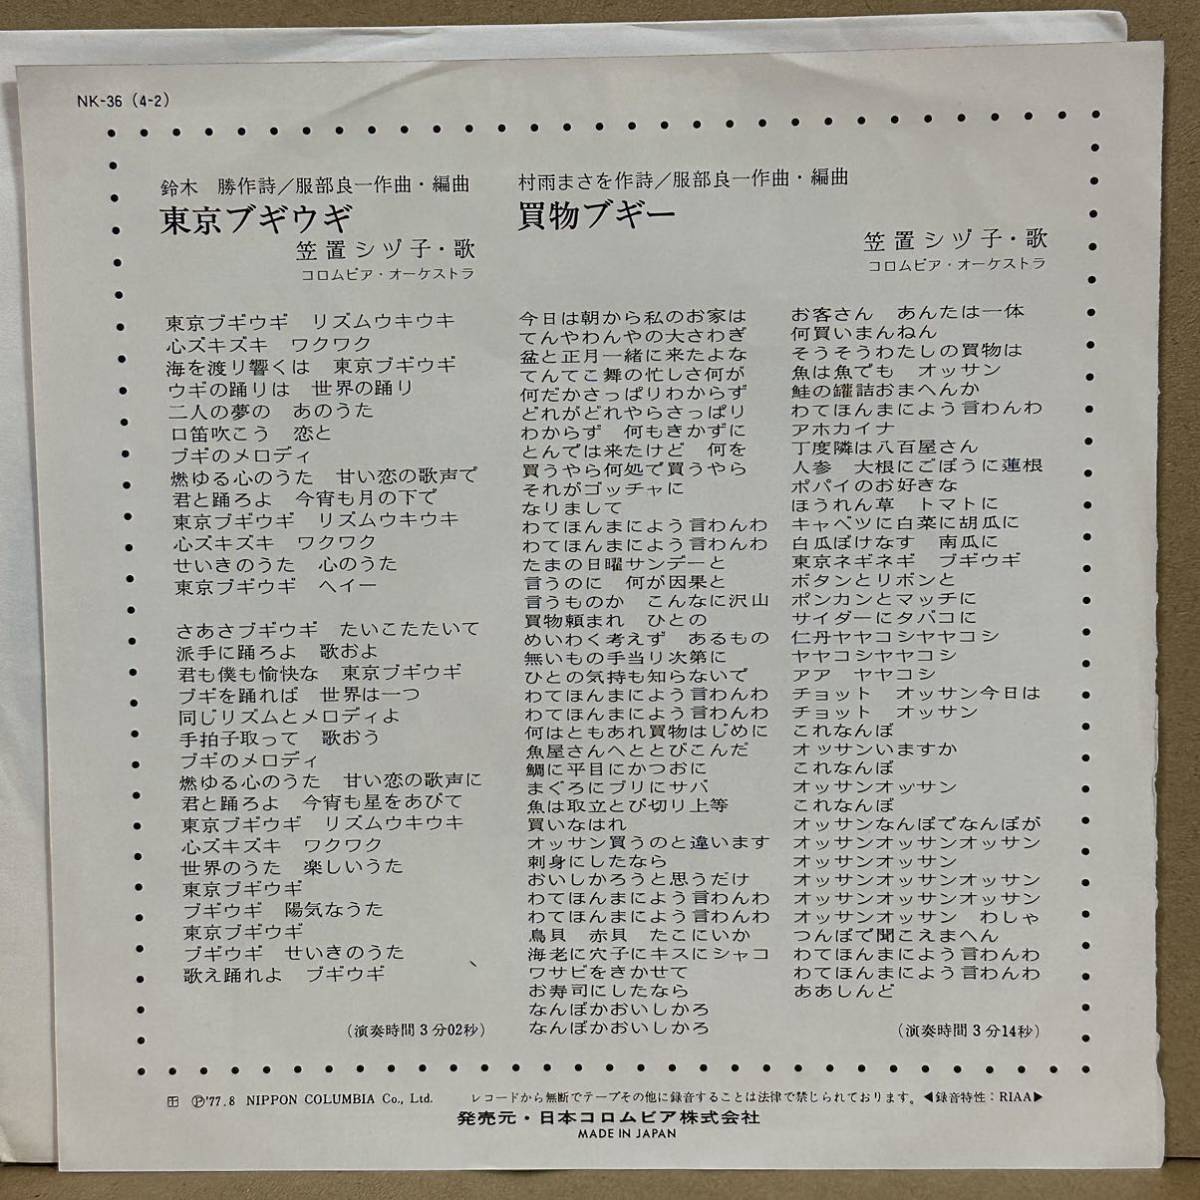 NK-36 (4-2)
鈴木　勝作詩／服部良一作曲・編曲
東京ブギウギ
笠置シヅ子・歌
コロムビア・オーケストラ
東京ブギウギ　リズムウキウキ
心ズキズキ　ワクワク
海を渡り響くは　東京ブギウギ
ウギの踊りは　世界の踊り
二人の夢の　あのうた
口笛吹こう　恋と
ブギのメロディ
燃ゆる心のうた　甘い恋の歌声で
君と踊ろよ　今宵も月の下で
東京ブギウギ　リズムウキウキ
心ズキズキ　ワクワク
せいきのうた　心のうた
東京ブギウギ　ヘイー
さあさブギウギ　たいこたたいて
派手に踊ろよ　歌およ
君も僕も愉快な　東京ブギウギ
ブギを踊れば　世界は一つ
同じリズムとメロディよ
手拍子取って　歌おう
ブギのメロディ
燃ゆる心のうた　甘い恋の歌声に
君と踊ろよ　今宵も星をあびて
東京ブギウギ　リズムウキウキ
心ズキズキ　ワクワク
世界のうた　楽しいうた
東京ブギウギ
ブギウギ　陽気なうた
東京ブギウギ
ブギウギ　せいきのうた
歌え踊れよ　ブギウギ
（演奏時間3分02秒）
村雨まさを作詩／服部良一作曲・編曲
買物ブギー
笠置シヅ子・歌
コロムビア・オーケストラ
今日は朝から私のお家は
てんやわんやの大さわぎ
盆と正月一緒に来たよな
てんてこ舞の忙しさ何が
何だかさっぱりわからず
どれがどれやらさっぱり
わからず　何もきかずに
とんでは来たけど　何を
買うやら何処で買うやら
それがゴッチャに
なりまして
わてほんまによう言わんわ
わてほんまによう言わんわ
たまの日曜サンデーと
言うのに　何が因果と
言うものか　こんなに沢山
買物頼まれ　ひとの
めいわく考えず　あるもの
無いもの手当り次第に
ひとの気持も知らないで
わてほんまによう言わんわ
わてほんまによう言わんわ
何はともあれ買物はじめに
魚屋さんへととびこんだ
鯛に平目にかつおに
まぐろにブリにサバ
魚は取立とび切り上等
買いなはれ
オッサン買うのと違います
刺身にしたなら
おいしかろうと思うだけ
わてほんまによう言わんわ
わてほんまによう言わんわ
鳥貝　赤貝　たこにいか
海老に穴子にキスにシャコ
ワサビをきかせて
お寿司にしたなら
なんぼかおいしかろ
なんぼかおいしかろ
お客さん　あんたは一体
何買いまんねん
そうそうわたしの買物は
魚は魚でも　オッサン
鮭の罐詰おまへんか
わてほんまによう言わんわ
アホカイナ
丁度隣は八百屋さん
人参　大根にごぼうに蓮根
ポパイのお好きな
ほうれん草　トマトに
キャベツに白菜に胡瓜に
白瓜ぼけなす　南瓜に
東京ネギネギ　ブギウギ
ボタンとリボンと
ポンカンとマッチに
サイダーにタバコに
仁丹ヤヤコシヤヤコシ
ヤヤコシヤヤコシ
アア　ヤヤコシ
チョット　オッサン今日は
チョット　オッサン
これなんぼ
オッサンいますか
これなんぼ
オッサンオッサン
これなんぼ
オッサンなんぼでなんぼが
オッサンオッサンオッサン
オッサンオッサン
オッサンオッサンオッサン
オッサンオッサンオッサン
オッサンオッサン　わしゃ
つんぼで聞こえまへん
わてほんまによう言わんわ
わてほんまによう言わんわ
ああしんど
（演奏時間3分14秒）
Ⓟ'77.8 NIPPON COLUMBIA Co., Ltd.　レコードから無断でテープその他に録音することは法律で禁じられております。◀録音特性：RIAA▶
発売元・日本コロムビア株式会社
MADE IN JAPAN